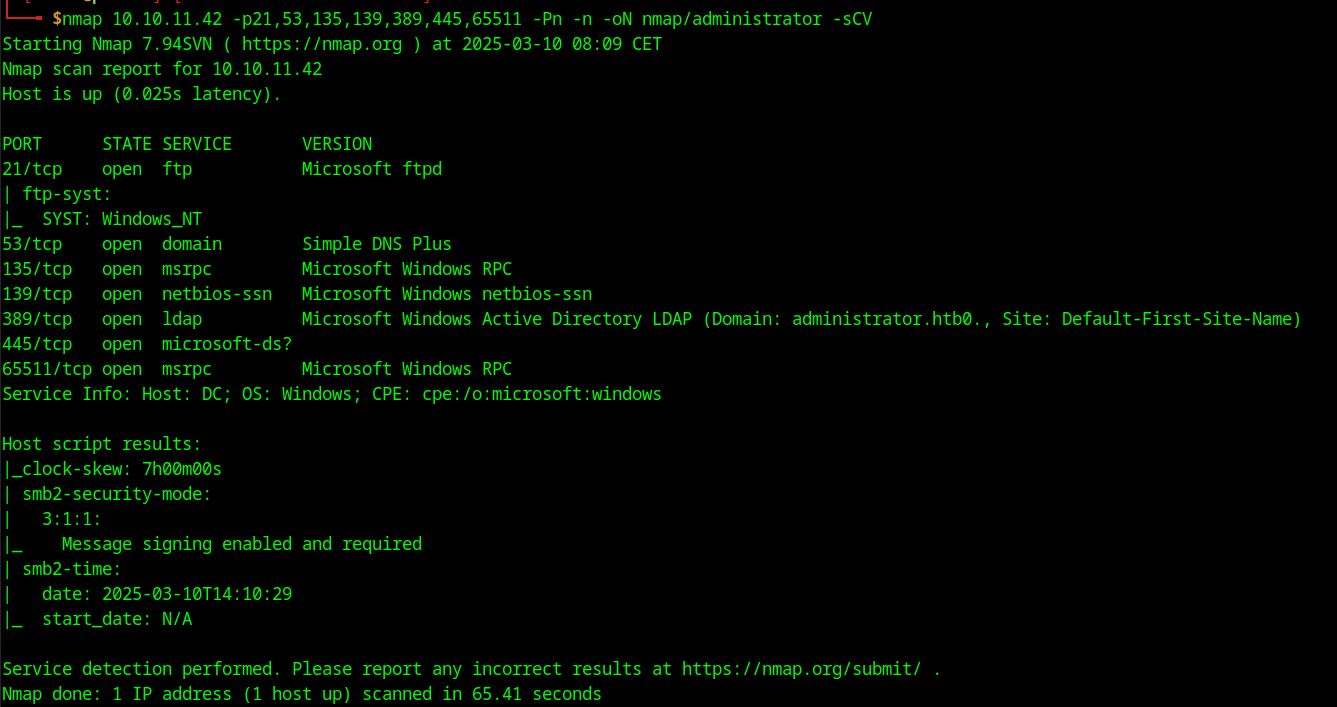 $nmap 10.10.11.42 -p21,53,135,139,389,445,65511 -Pn -n -oN nmap/administrator -sCV
Starting Nmap 7.94SVN ( https://nmap.org ) at 2025-03-10 08:09 CET
Nmap scan report for 10.10.11.42
Host is up (0.025s latency).

PORT      STATE SERVICE       VERSION
21/tcp    open  ftp           Microsoft ftpd
| ftp-syst:
|_  SYST: Windows_NT
53/tcp    open  domain        Simple DNS Plus
135/tcp   open  msrpc         Microsoft Windows RPC
139/tcp   open  netbios-ssn   Microsoft Windows netbios-ssn
389/tcp   open  ldap          Microsoft Windows Active Directory LDAP (Domain: administrator.htb0., Site: Default-First-Site-Name)
445/tcp   open  microsoft-ds?
65511/tcp open  msrpc         Microsoft Windows RPC
Service Info: Host: DC; OS: Windows; CPE: cpe:/o:microsoft:windows

Host script results:
|_clock-skew: 7h00m00s
| smb2-security-mode:
|   3:1:1:
|_    Message signing enabled and required
| smb2-time:
|   date: 2025-03-10T14:10:29
|_  start_date: N/A

Service detection performed. Please report any incorrect results at https://nmap.org/submit/ .
Nmap done: 1 IP address (1 host up) scanned in 65.41 seconds